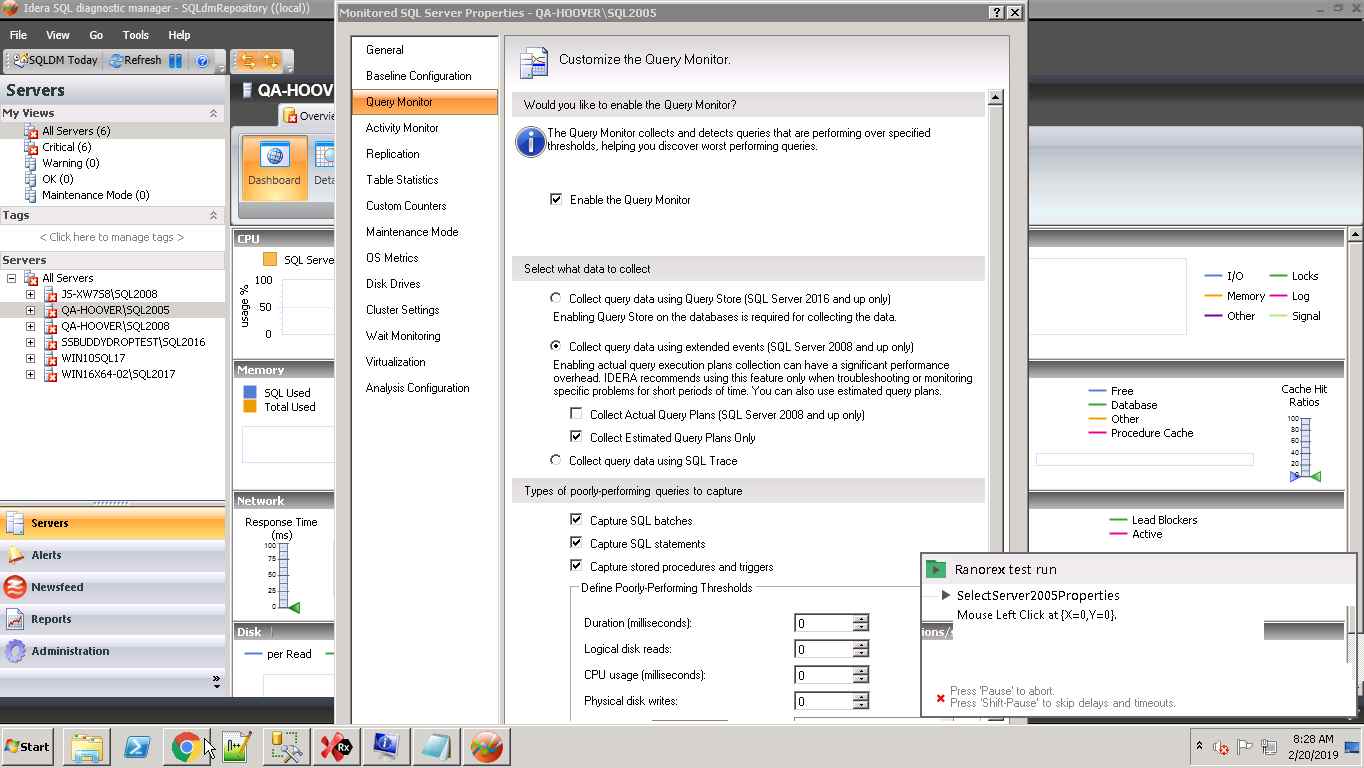 Idera SQL diagnostic manager - SQLdmRepository ((local))
File View Go Tools Help
SQLDM Today Refresh
Servers
My Views
All Servers (6)
Critical (6)
Warning (0)
OK (0)
Maintenance Mode (0)
Tags
< Click here to manage tags >
Servers
All Servers
JS-XW7S8\SQL2008
QA-HOOVER\SQL2005
QA-HOOVER\SQL2008
SSBUDDYDROPTEST\SQL2016
WIN10SQL17
WIN16X64-02\SQL2017
Servers
Alerts
Newsfeed
Reports
Administration
QA-HOOV
Overvie
Dashboard
Deta
CPU
SQL Serve
usage %
100
50
0
Memory
SQL Used
Total Used
Network
Response Time
(ms)
100
75
50
25
0
Disk
per Read
Monitored SQL Server Properties - QA-HOOVER\SQL2005
General
Baseline Configuration
Query Monitor
Activity Monitor
Replication
Table Statistics
Custom Counters
Maintenance Mode
OS Metrics
Disk Drives
Cluster Settings
Wait Monitoring
Virtualization
Analysis Configuration
Customize the Query Monitor.
Would you like to enable the Query Monitor?
The Query Monitor collects and detects queries that are performing over specified
thresholds, helping you discover worst performing queries.
Enable the Query Monitor
Select what data to collect
Collect query data using Query Store (SQL Server 2016 and up only)
Enabling Query Store on the databases is required for collecting the data.
Collect query data using extended events (SQL Server 2008 and up only)
Enabling actual query execution plans collection can have a significant performance
overhead. IDERA recommends using this feature only when troubleshooting or monitoring
specific problems for short periods of time. You can also use estimated query plans.
Collect Actual Query Plans (SQL Server 2008 and up only)
Collect Estimated Query Plans Only
Collect query data using SQL Trace
Types of poorly-performing queries to capture
Capture SQL batches
Capture SQL statements
Capture stored procedures and triggers
Define Poorly-Performing Thresholds
Duration (milliseconds): 0
Logical disk reads: 0
CPU usage (milliseconds): 0
Physical disk writes: 0
I/O Locks
Memory Log
Other Signal
Free
Database
Other
Procedure Cache
Cache Hit
Ratios
100
80
60
40
20
0
Lead Blockers
Active
Ranorex test run
SelectServer2005Properties
Mouse Left Click at {X=0,Y=0}.
ions/s
Press 'Pause' to abort.
Press 'Shift-Pause' to skip delays and timeouts.
Start
Rx
8:28 AM
2/20/2019